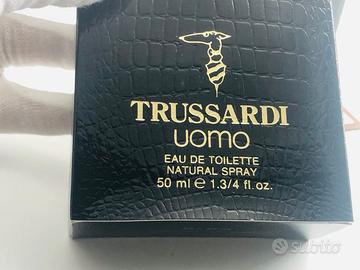 TRUSSARDI
uomo
EAU DE TOILETTE
NATURAL SPRAY
50 ml e 1.3/4 fl.oz.
subito